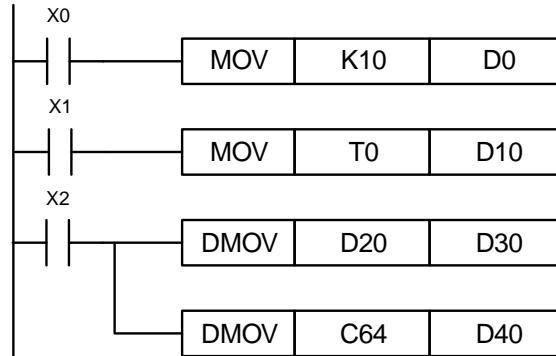 X0
MOV K10 D0
X1
MOV T0 D10
X2
DMOV D20 D30
DMOV C64 D40